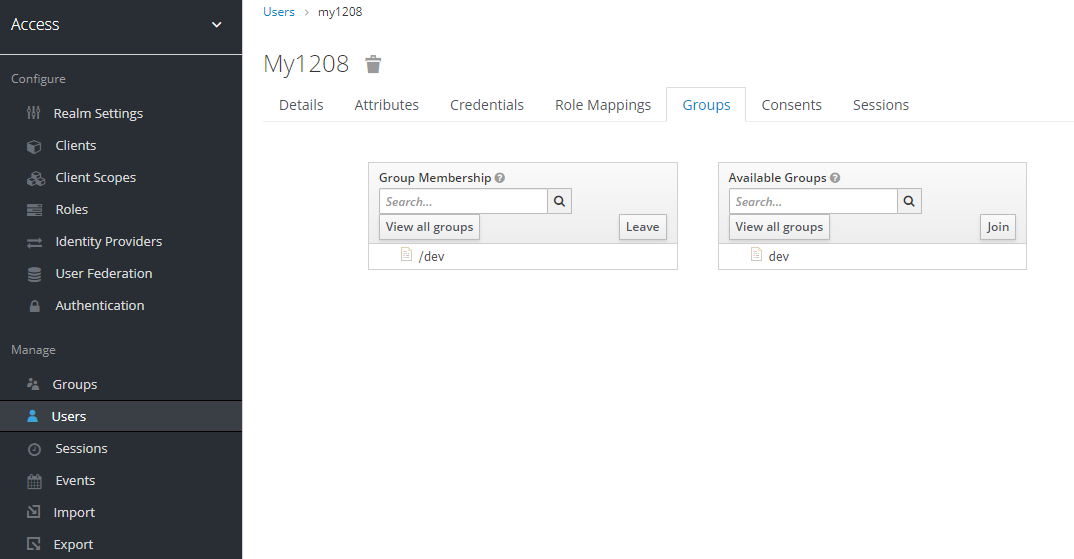 Access
Configure
Realm Settings
Clients
Client Scopes
Roles
Identity Providers
User Federation
Authentication
Manage
Groups
Users
Sessions
Events
Import
Export
Users > my1208
My1208
Details Attributes Credentials Role Mappings Groups Consents Sessions
Group Membership ?
Search...
View all groups Leave
/dev
Available Groups ?
Search...
View all groups Join
dev